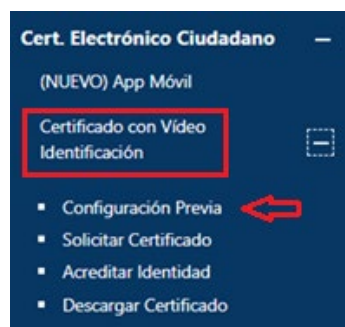 Cert. Electrónico Ciudadano
(NUEVO) App Móvil
Certificado con Vídeo
Identificación
Configuración Previa
Solicitar Certificado
Acreditar Identidad
Descargar Certificado